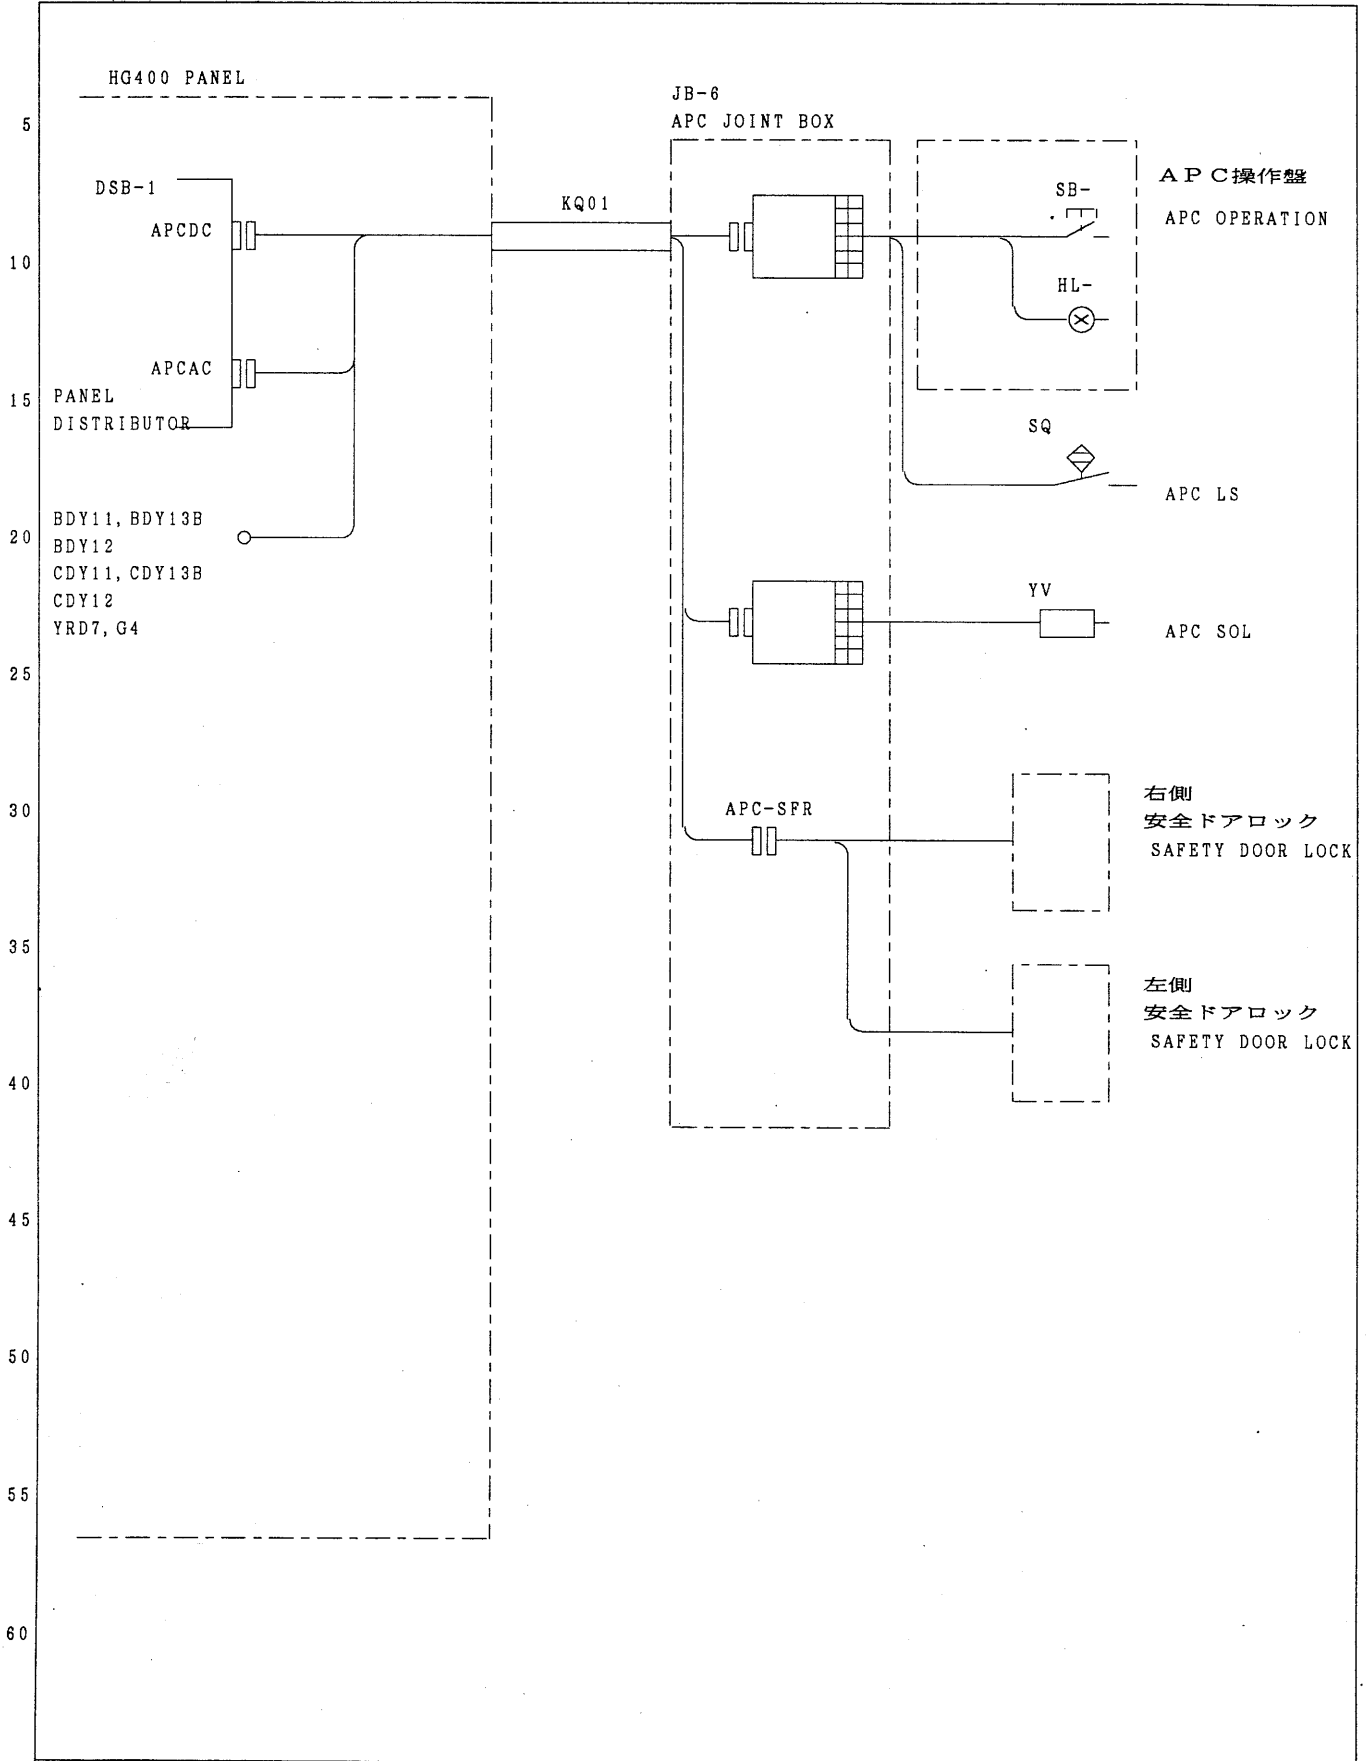 HG400 PANEL
JB-6
APC JOINT BOX
5
DSB-1
APCDC
KQ01
SB-
APC操作盤
APC OPERATION
10
HL-
APCAC
15
PANEL
DISTRIBUTOR
SQ
APC LS
BDY11, BDY13B
20
BDY12
CDY11, CDY13B
CDY12
YRD7, G4
YV
APC SOL
25
30
APC-SFR
右側
安全ドアロック
SAFETY DOOR LOCK
35
左側
安全ドアロック
SAFETY DOOR LOCK
40
45
50
55
60